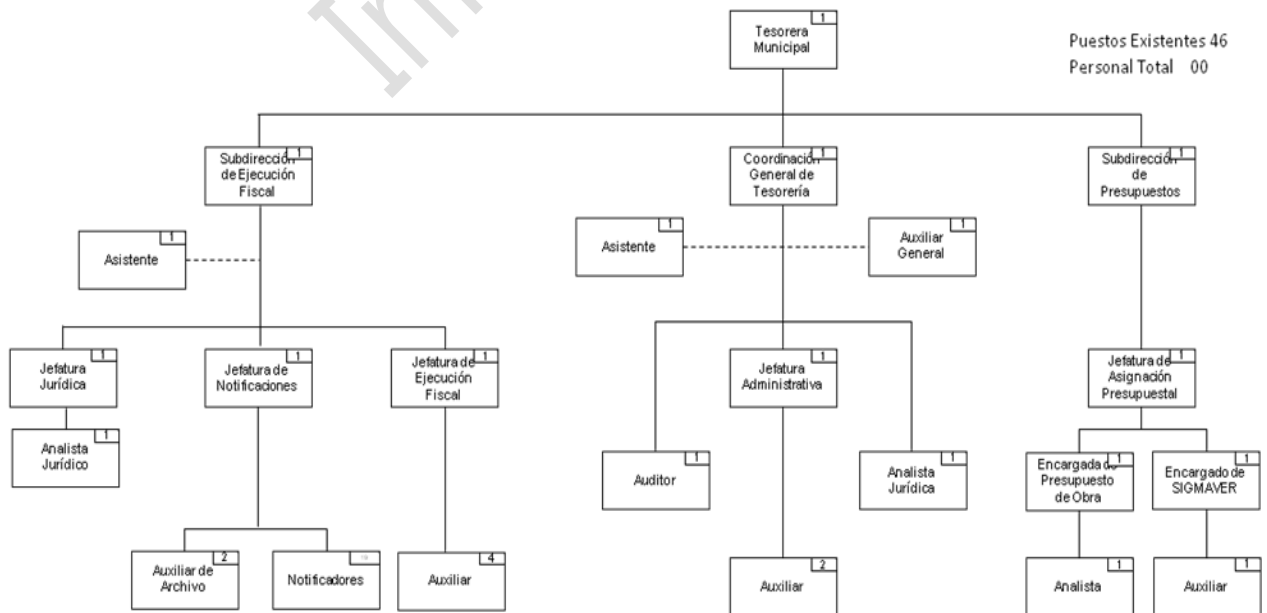 1
Tesorera
Municipal
Puestos Existentes 46
Personal Total 00
1
Subdirección
de Ejecución
Fiscal
1
Coordinación
General de
Tesorería
1
Subdirección
de
Presupuestos
1
Asistente
1
Asistente
1
Auxiliar
General
1
Jefatura
Jurídica
1
Jefatura de
Notificaciones
1
Jefatura de
Ejecución
Fiscal
1
Jefatura
Administrativa
1
Jefatura de
Asignación
Presupuestal
1
Analista
Jurídico
1
Auditor
1
Analista
Jurídica
1
Encargada de
Presupuesto
de Obra
1
Encargado de
SIGMAVER
2
Auxiliar de
Archivo
Notificadores
4
Auxiliar
2
Auxiliar
1
Analista
1
Auxiliar